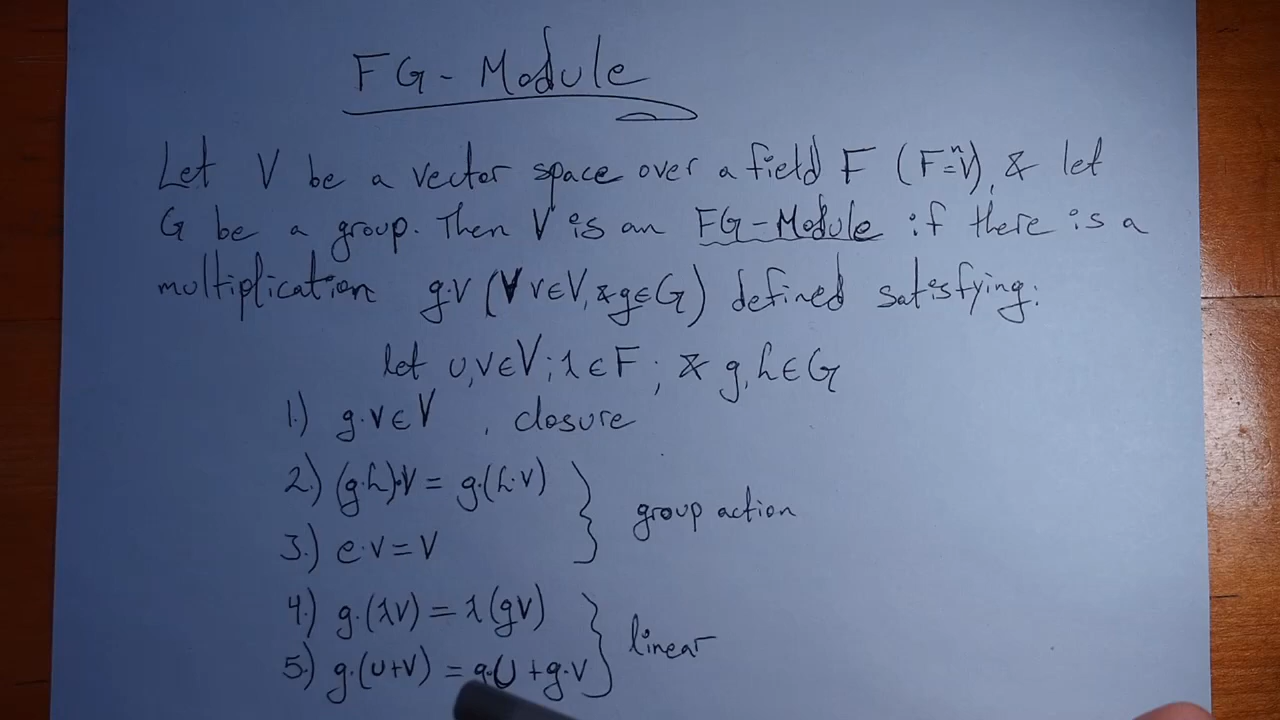 FG-Module
Let V be a vector space over a field F (Fⁿ=V), & let
G be a group. Then V is an FG-Module if there is a
multiplication g·v (∀ v∈V, & g∈G) defined satisfying:
let u,v∈V; λ∈F; & g,h∈G
1.) g·v∈V , closure
2.) (g·h)·v = g·(h·v)
group action
3.) e·v=v
4.) g·(λv)=λ(gv)
linear
5.) g·(u+v) = g·u+g·v